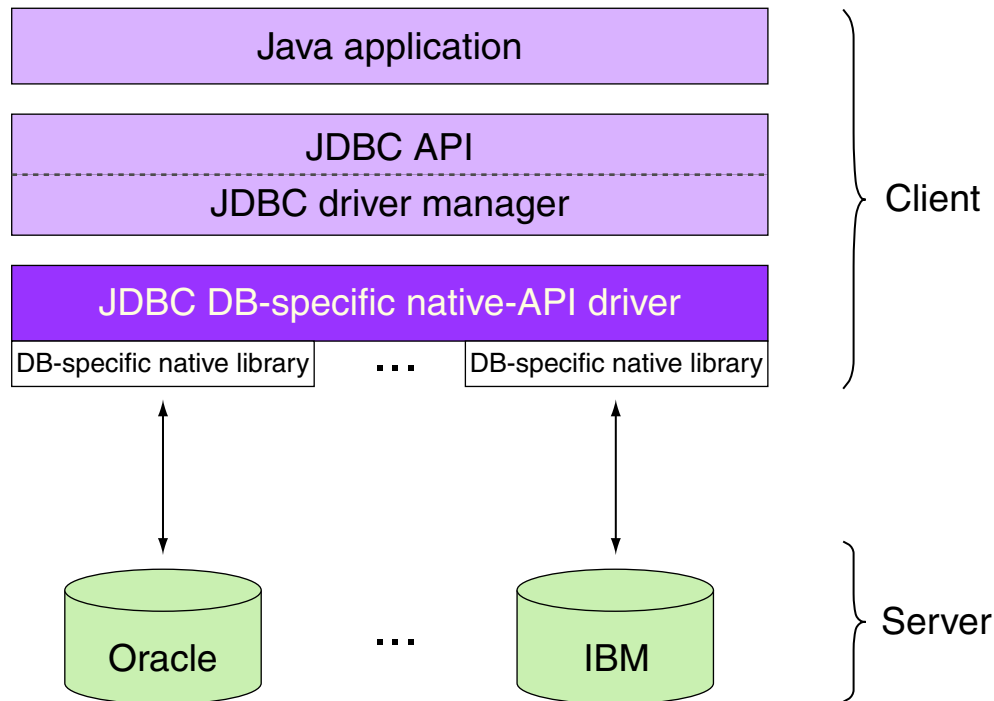 Java application
JDBC API
JDBC driver manager
Client
JDBC DB-specific native-API driver
DB-specific native library
...
DB-specific native library
Oracle
...
IBM
Server